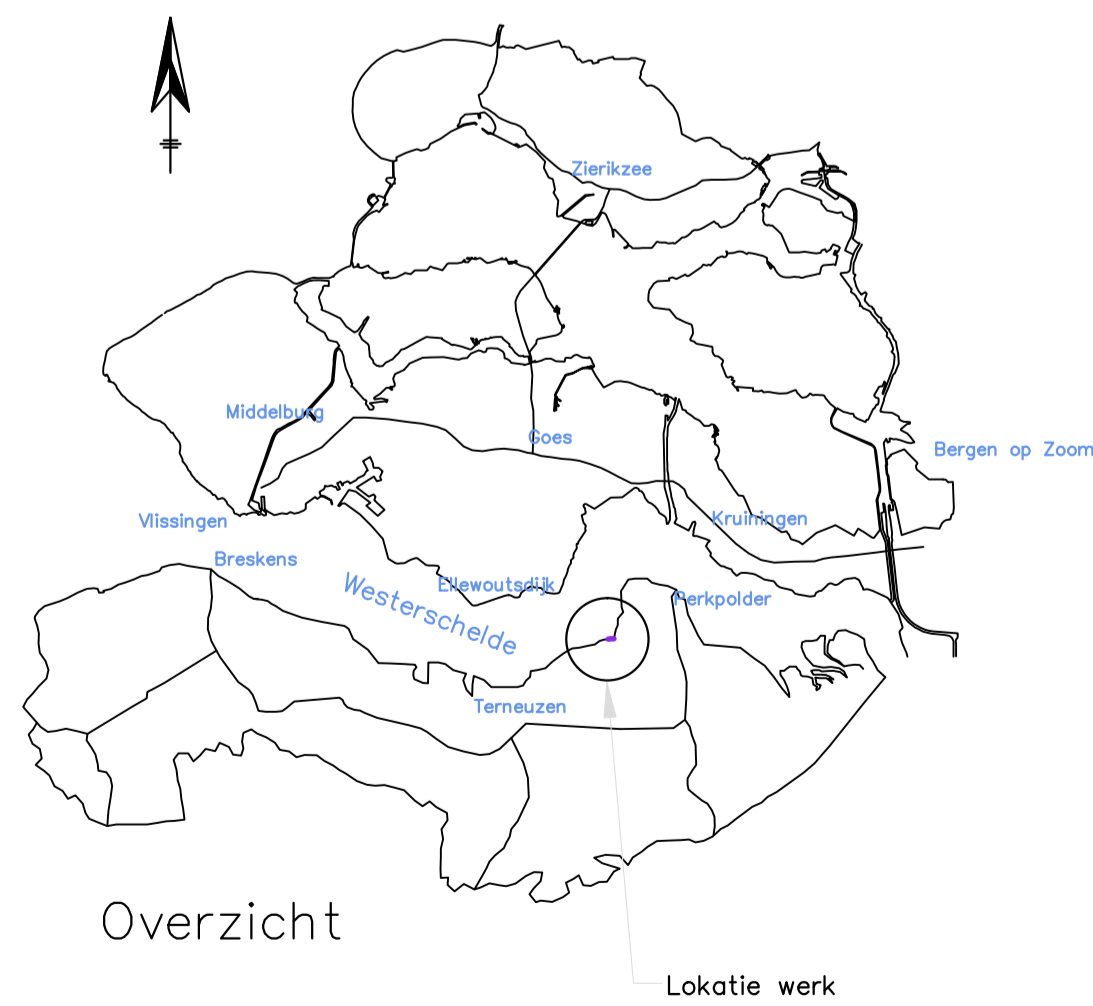 Zierikzee
Middelburg
Goes
Bergen op Zoom
Vlissingen
Kruiningen
Breskens
Westerschelde
Ellewoutsdijk
Perkpolder
Terneuzen
Overzicht
Lokatie werk